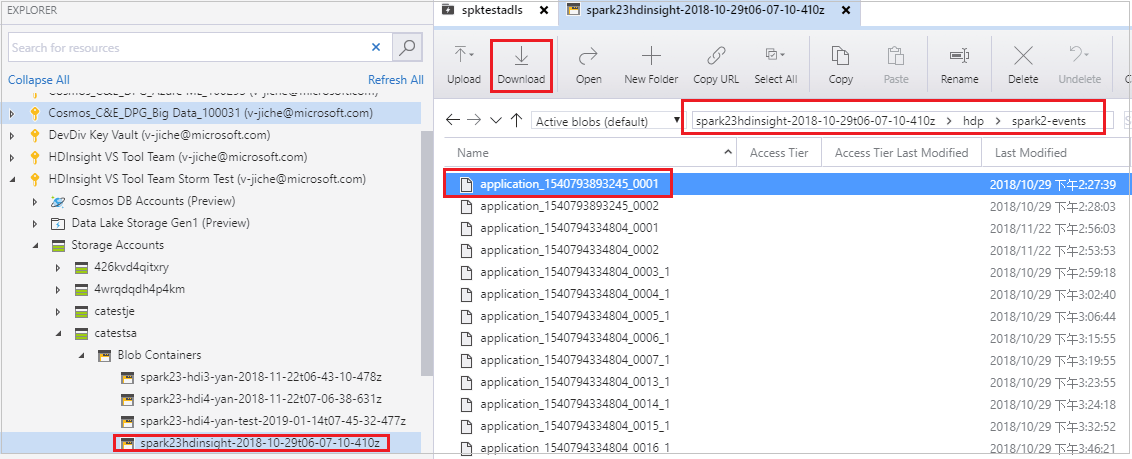 EXPLORER
Search for resources
Collapse All Refresh All
Cosmos_C&E_DPG_Big Data_100031 (v-jiche@microsoft.com)
DevDiv Key Vault (v-jiche@microsoft.com)
HDInsight VS Tool Team (v-jiche@microsoft.com)
HDInsight VS Tool Team Storm Test (v-jiche@microsoft.com)
Cosmos DB Accounts (Preview)
Data Lake Storage Gen1 (Preview)
Storage Accounts
426kvd4qitxry
4wrqdqdh4p4km
catestje
catestsa
Blob Containers
spark23-hdi3-yan-2018-11-22t06-43-10-478z
spark23-hdi4-yan-2018-11-22t07-06-38-631z
spark23-hdi4-yan-test-2019-01-14t07-45-32-477z
spark23hdinsight-2018-10-29t06-07-10-410z
spktestadls spark23hdinsight-2018-10-29t06-07-10-410z
Upload Download Open New Folder Copy URL Select All Copy Paste Rename Delete Undelete
Active blobs (default) spark23hdinsight-2018-10-29t06-07-10-410z hdp spark2-events
Name Access Tier Access Tier Last Modified Last Modified
application_1540793893245_0001 2018/10/29 下午2:27:39
application_1540793893245_0002 2018/10/29 下午2:28:03
application_1540794334804_0001 2018/11/22 下午2:56:03
application_1540794334804_0002 2018/11/22 下午2:53:53
application_1540794334804_0003_1 2018/10/29 下午2:59:18
application_1540794334804_0004_1 2018/10/29 下午3:02:40
application_1540794334804_0005_1 2018/10/29 下午3:06:44
application_1540794334804_0006_1 2018/10/29 下午3:15:55
application_1540794334804_0007_1 2018/10/29 下午3:19:55
application_1540794334804_0013_1 2018/10/29 下午3:23:55
application_1540794334804_0014_1 2018/10/29 下午3:24:18
application_1540794334804_0015_1 2018/10/29 下午3:32:52
application_1540794334804_0016_1 2018/10/29 下午3:46:21